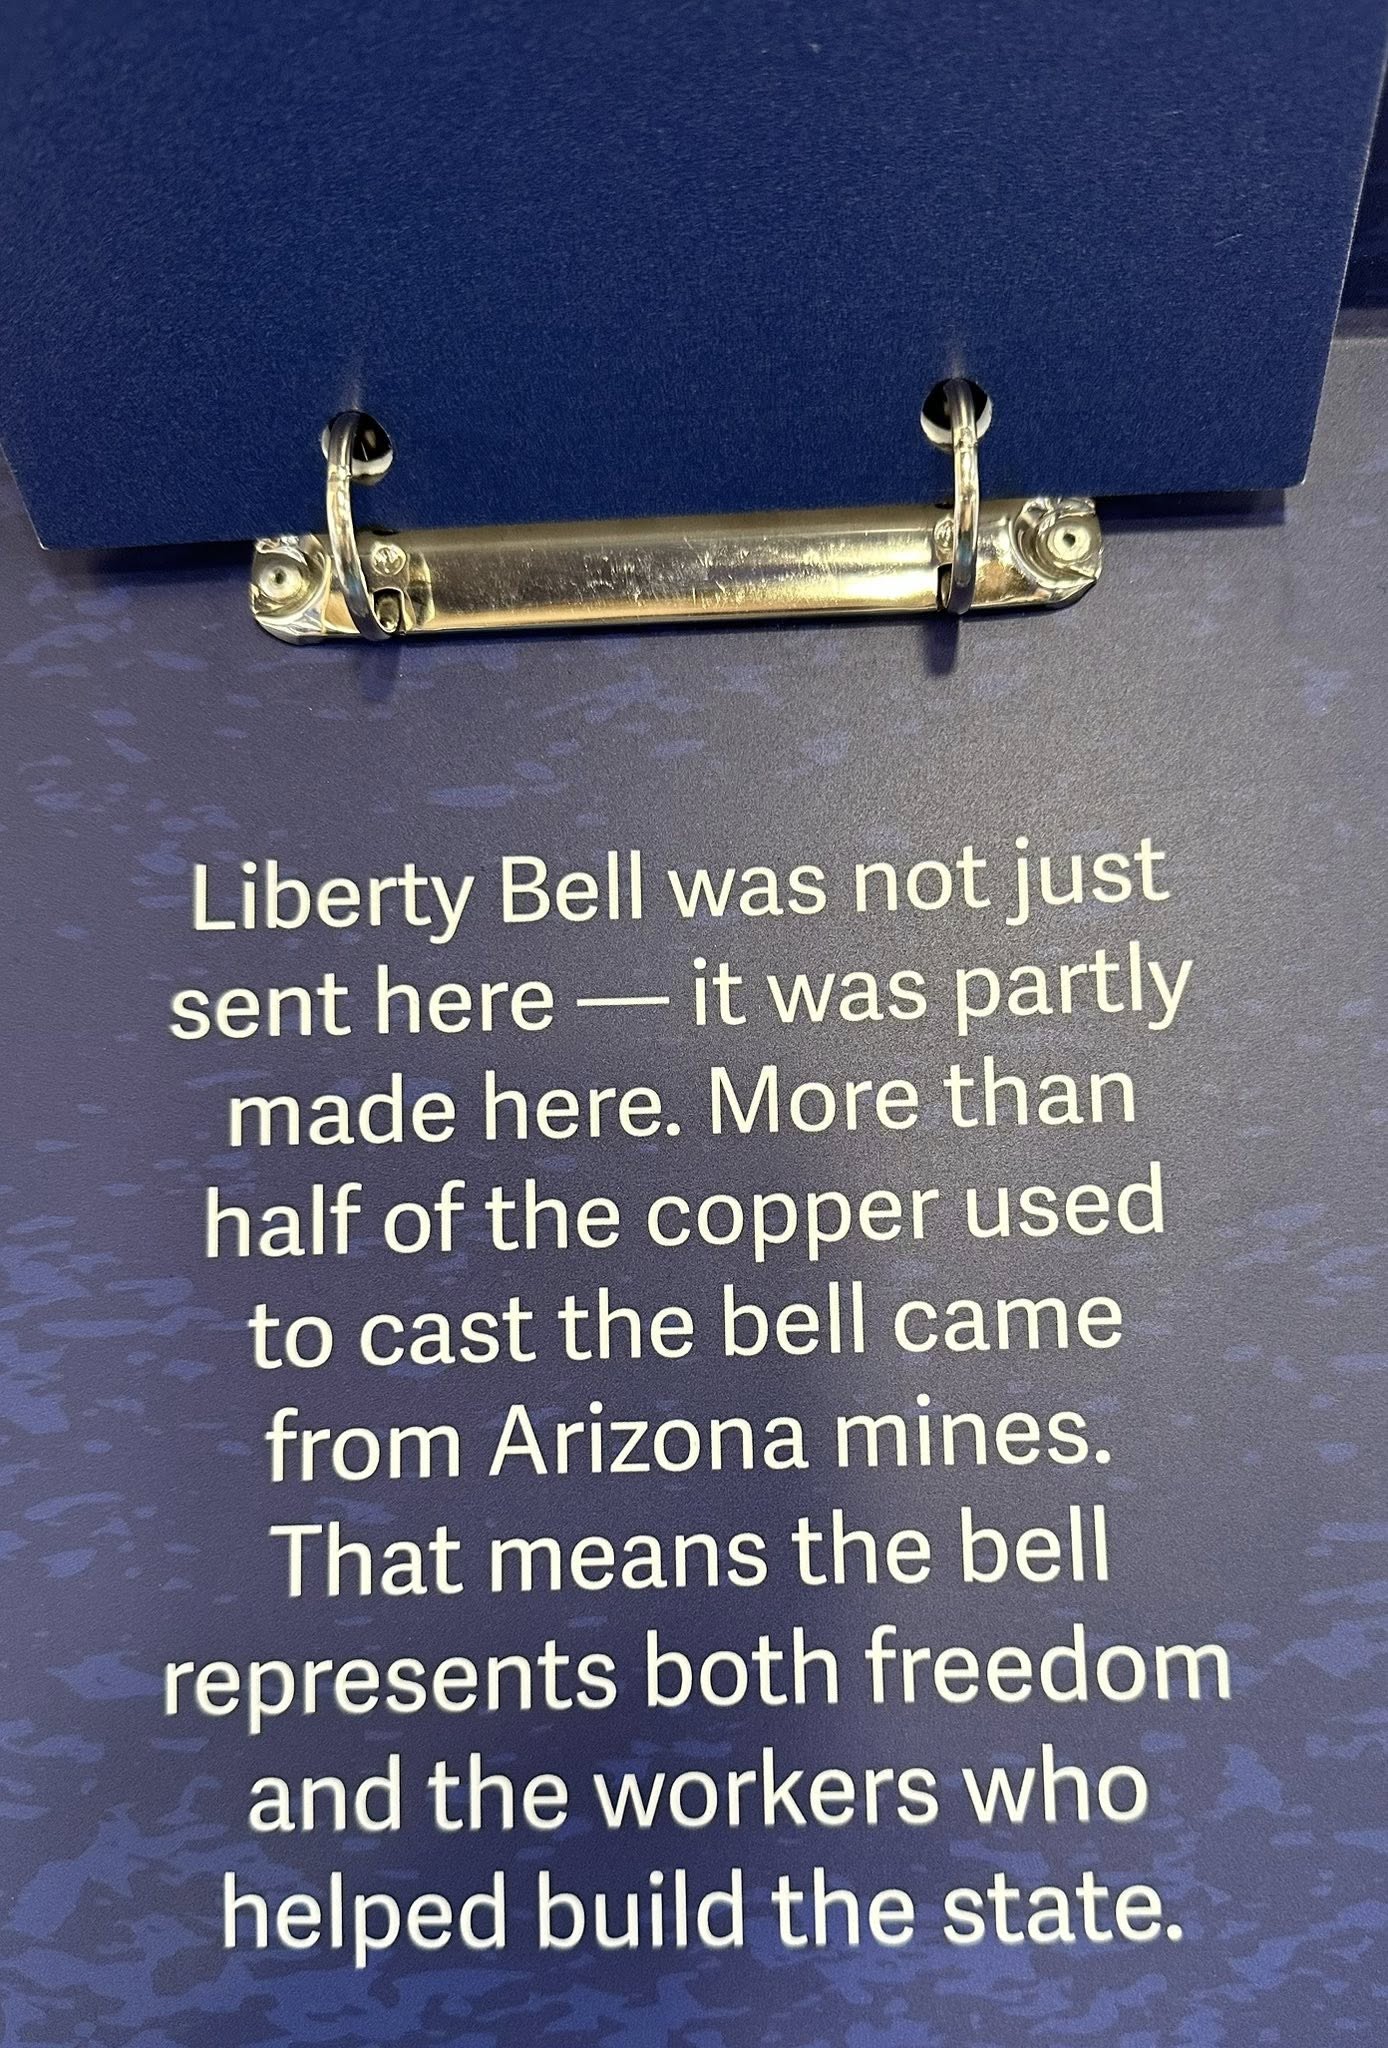 Liberty Bell was not just
sent here — it was partly
made here. More than
half of the copper used
to cast the bell came
from Arizona mines.
That means the bell
represents both freedom
and the workers who
helped build the state.